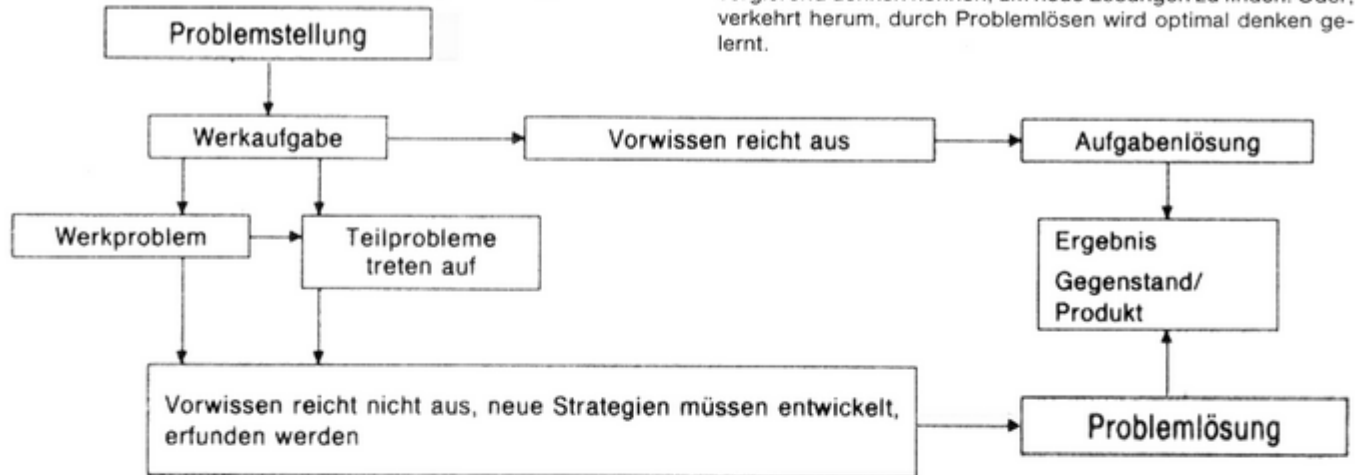 verkehrt herum, durch Problemlösen wird optimal denken ge-
lernt.
Problemstellung
Werkaufgabe
Vorwissen reicht aus
Aufgabenlösung
Werkproblem
Teilprobleme
treten auf
Ergebnis
Gegenstand/
Produkt
Vorwissen reicht nicht aus, neue Strategien müssen entwickelt,
erfunden werden
Problemlösung